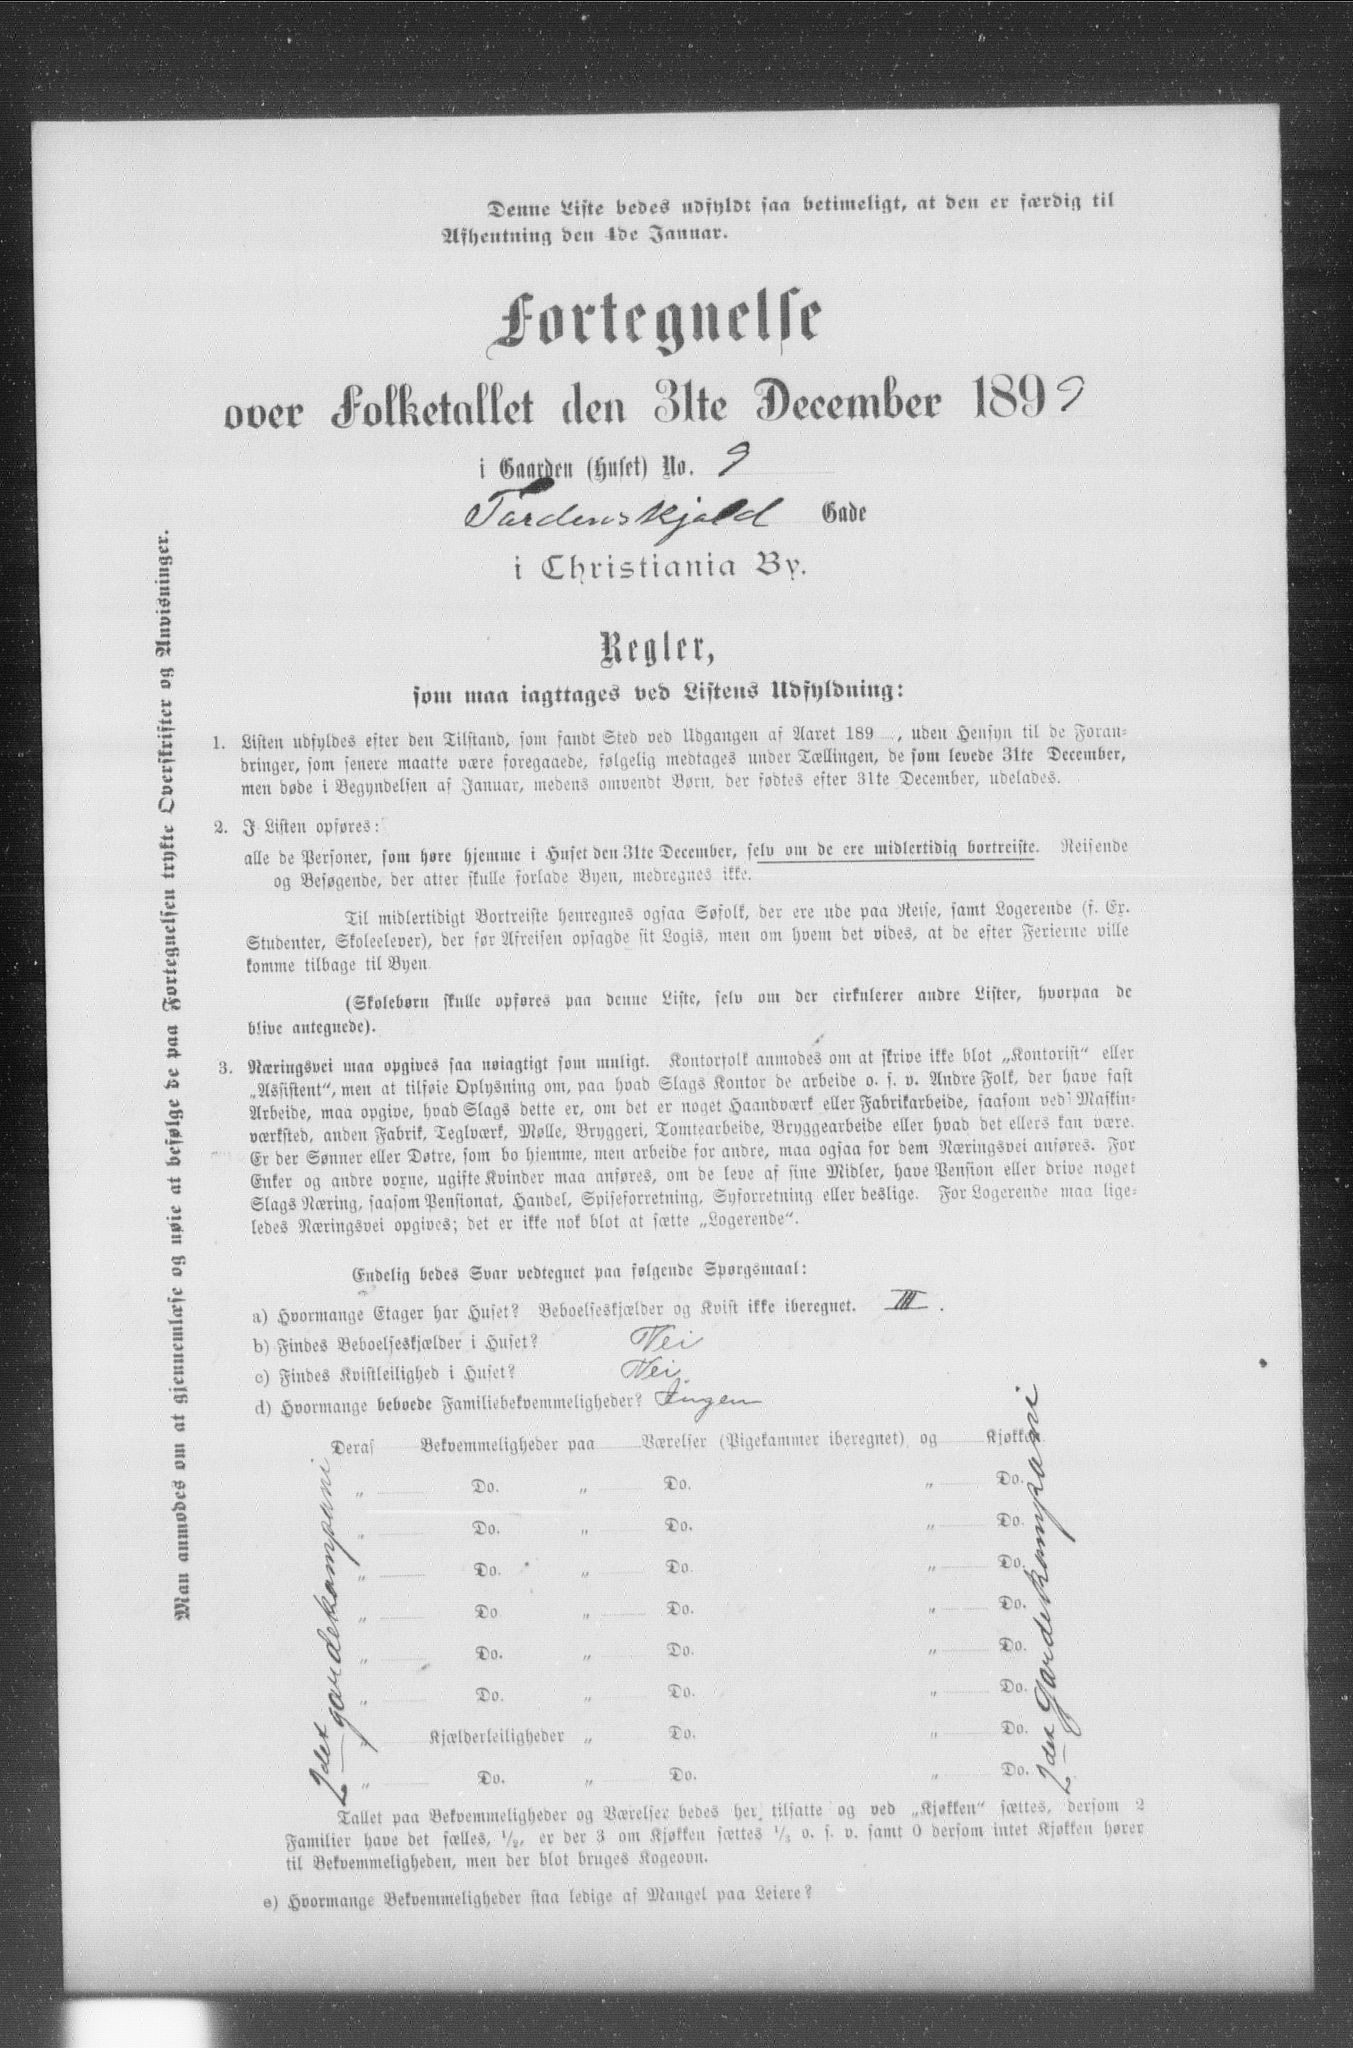 Denne Liste bedes udfyldt saa betimeligt, at den er færdig til
Afhentning den 4de Januar.
Fortegnelse
over Folketallet den 31te December 1899
i Gaarden (Huset) No. 9
Tordenskjold Gade
i Christiania By.
Regler,
som maa iagttages ved Listens Udfyldning:
1. Listen udfyldes efter den Tilstand, som fandt Sted ved Udgangen af Aaret 189 , uden Hensyn til de Foran-
dringer, som senere maatte være foregaaede, følgelig medtages under Tællingen, de som levede 31te December,
men døde i Begyndelsen af Januar, medens omvendt Børn, der fødtes efter 31te December, udelades.
2. I Listen opføres:
alle de Personer, som høre hjemme i Huset den 31te December, selv om de ere midlertidig bortreiste. Reisende
og Besøgende, der atter skulle forlade Byen, medregnes ikke.
Til midlertidigt Bortreiste henregnes ogsaa Søfolk, der ere ude paa Reise, samt Logerende (f. Ex.
Studenter, Skoleelever), der før Afreisen opsagde sit Logis, men om hvem det vides, at de efter Ferierne ville
komme tilbage til Byen.
(Skolebørn skulle opføres paa denne Liste, selv om der cirkulerer andre Lister, hvorpaa de
blive antegnede).
3. Næringsvei maa opgives saa nøiagtigt som muligt. Kontorfolk anmodes om at skrive ikke blot „Kontorist" eller
„Assistent", men at tilføie Oplysning om, paa hvad Slags Kontor de arbeide o. s. v. Andre Folk, der have fast
Arbeide, maa opgive, hvad Slags dette er, om det er noget Haandværk eller Fabrikarbeide, saasom ved Maskin-
værksted, anden Fabrik, Teglværk, Mølle, Bryggeri, Tomtearbeide, Bryggearbeide eller hvad det ellers kan være.
Er der Sønner eller Døtre, som bo hjemme, men arbeide for andre, maa ogsaa for dem Næringsvei anføres. For
Enker og andre voxne, ugifte Kvinder maa anføres, om de leve af sine Midler, have Pension eller drive noget
Slags Næring, saasom Pensionat, Handel, Spiseforretning, Syforretning eller deslige. For Logerende maa lige-
ledes Næringsvei opgives; det er ikke nok blot at sætte „Logerende".
Endelig bedes Svar vedtegnet paa følgende Spørgsmaal:
a) Hvormange Etager har Huset? Beboelseskjælder og Kvist ikke iberegnet. III.
b) Findes Beboelseskjælder i Huset? Nei
c) Findes Kvistleilighed i Huset? Nei
d) Hvormange beboede Familiebekvemmeligheder? Ingen
Deraf Bekvemmeligheder paa Værelser (Pigekammer iberegnet) og Kjøkken
„ Do. „ Do. „ Do.
„ Do. „ Do. „ Do.
„ Do. „ Do. „ Do.
„ Do „ Do. „ Do.
„ Do. „ Do. „ Do.
„ Do. „ Do. „ Do.
„ Kjælderleiligheder „ Do. „ Do.
„ Do. „ Do. „ Do.
2det gardekompani
2det Gardekompani
Tallet paa Bekvemmeligheder og Værelser bedes her tilsatte og ved „Kjøkken" sættes, dersom 2
Familier have det fælles, 1/2, er der 3 om Kjøkken sættes 1/3 o. s. v. samt 0 dersom intet Kjøkken hører
til Bekvemmeligheden, men der blot bruges Kogeovn.
e) Hvormange Bekvemmeligheder staa ledige af Mangel paa Leiere?
Man anmodes om at gjennemlæse og nøie at befølge de paa Fortegnelsen trykte Overskrifter og Anvisninger.